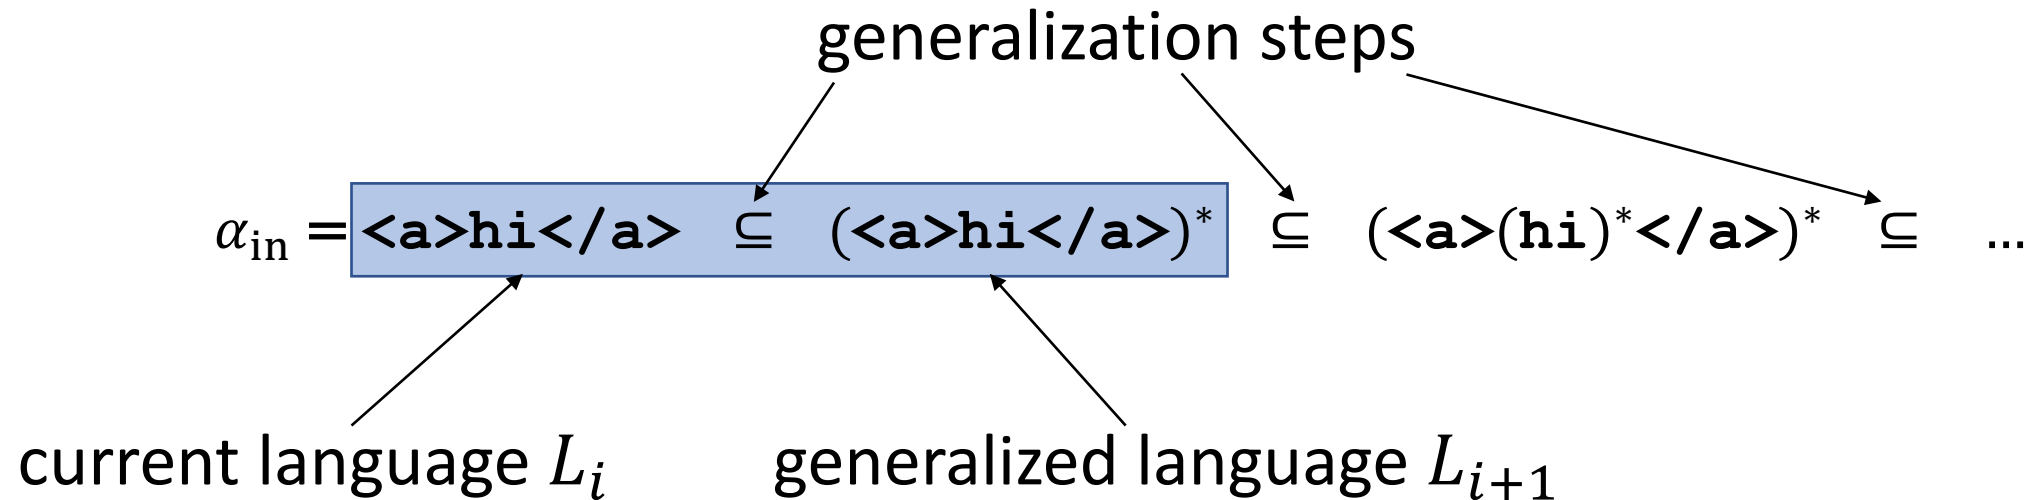 generalization steps
α_in = <a>hi</a> ⊆ (<a>hi</a>)* ⊆ (<a>(hi)*</a>)* ⊆ ...
current language L_i generalized language L_{i+1}